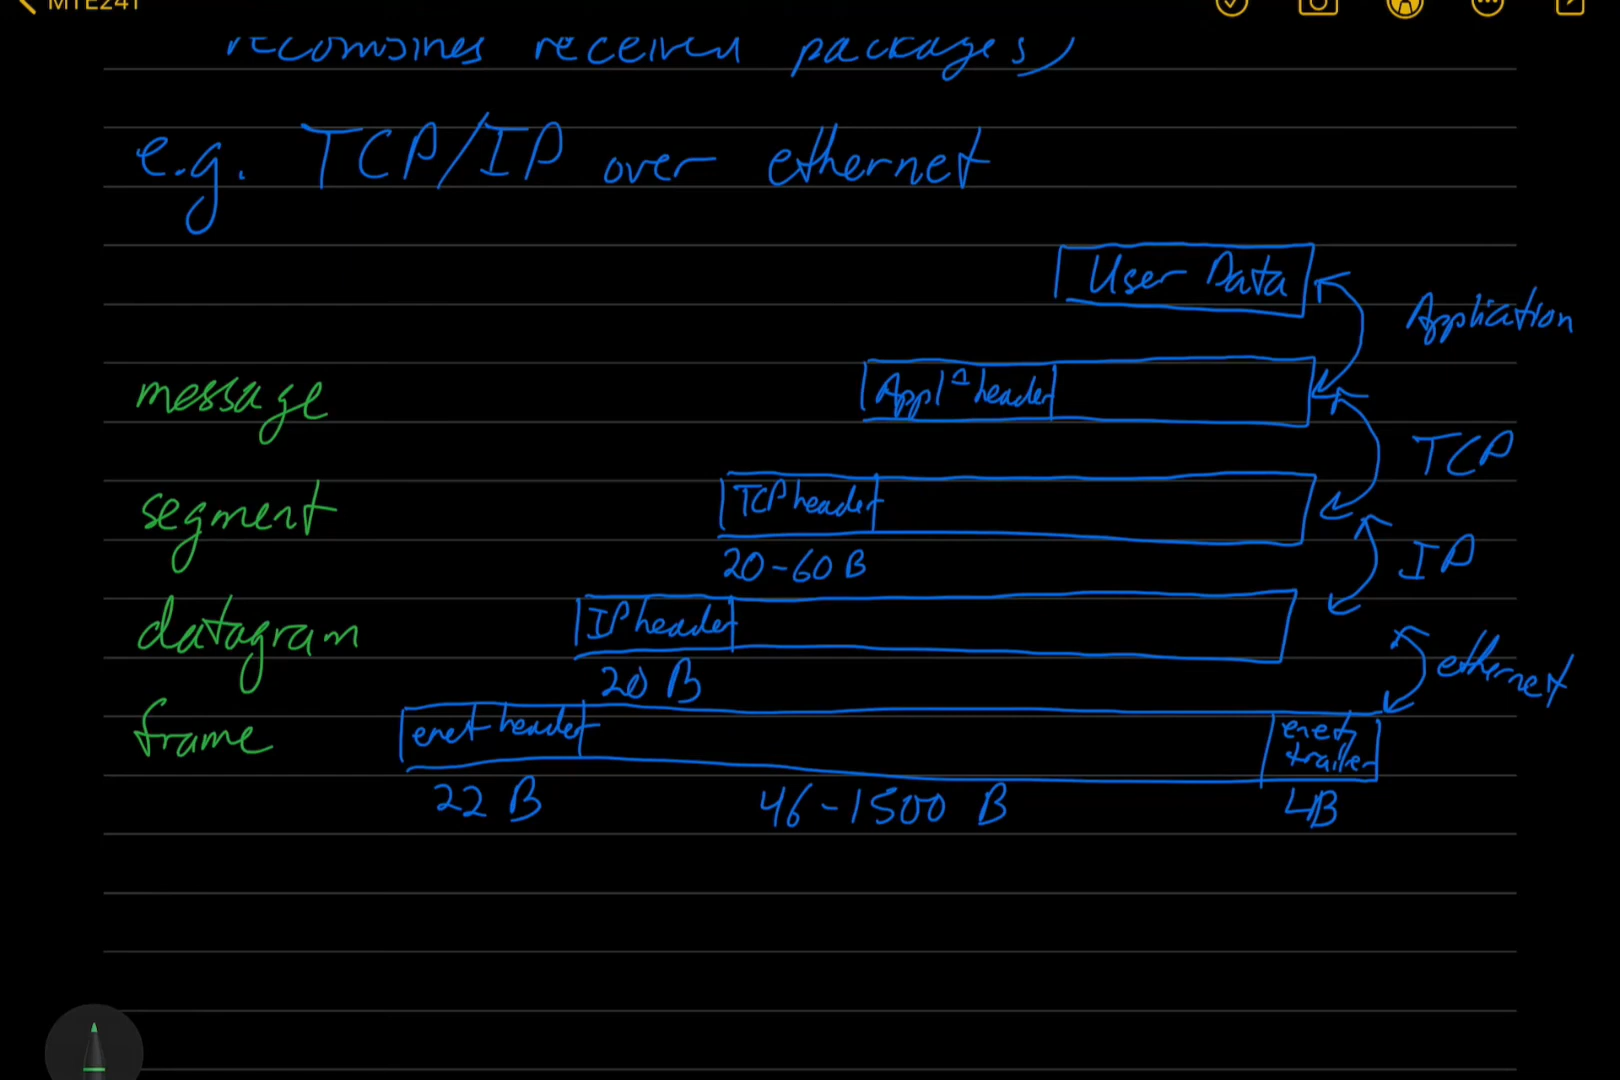 MTE241
recombines received packages)
e.g. TCP/IP over ethernet
User Data
Appliation
message
Appl^n header
TCP
segment
TCP header
20-60 B
IP
datagram
IP header
20 B
ethernet
frame
enet header
enet trailer
22 B
46-1500 B
4B